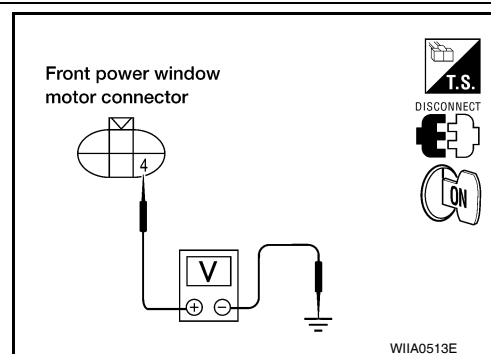 Front power window
motor connector
T.S.
DISCONNECT
4
ON
V
+ −
WIIA0513E